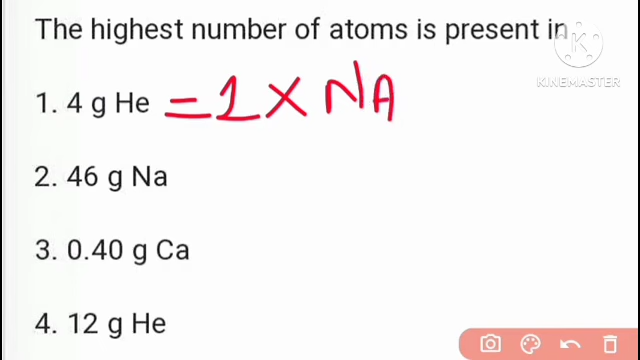 The highest number of atoms is present in
KINEMASTER
1. 4 g He = 1 X NA
2. 46 g Na
3. 0.40 g Ca
4. 12 g He